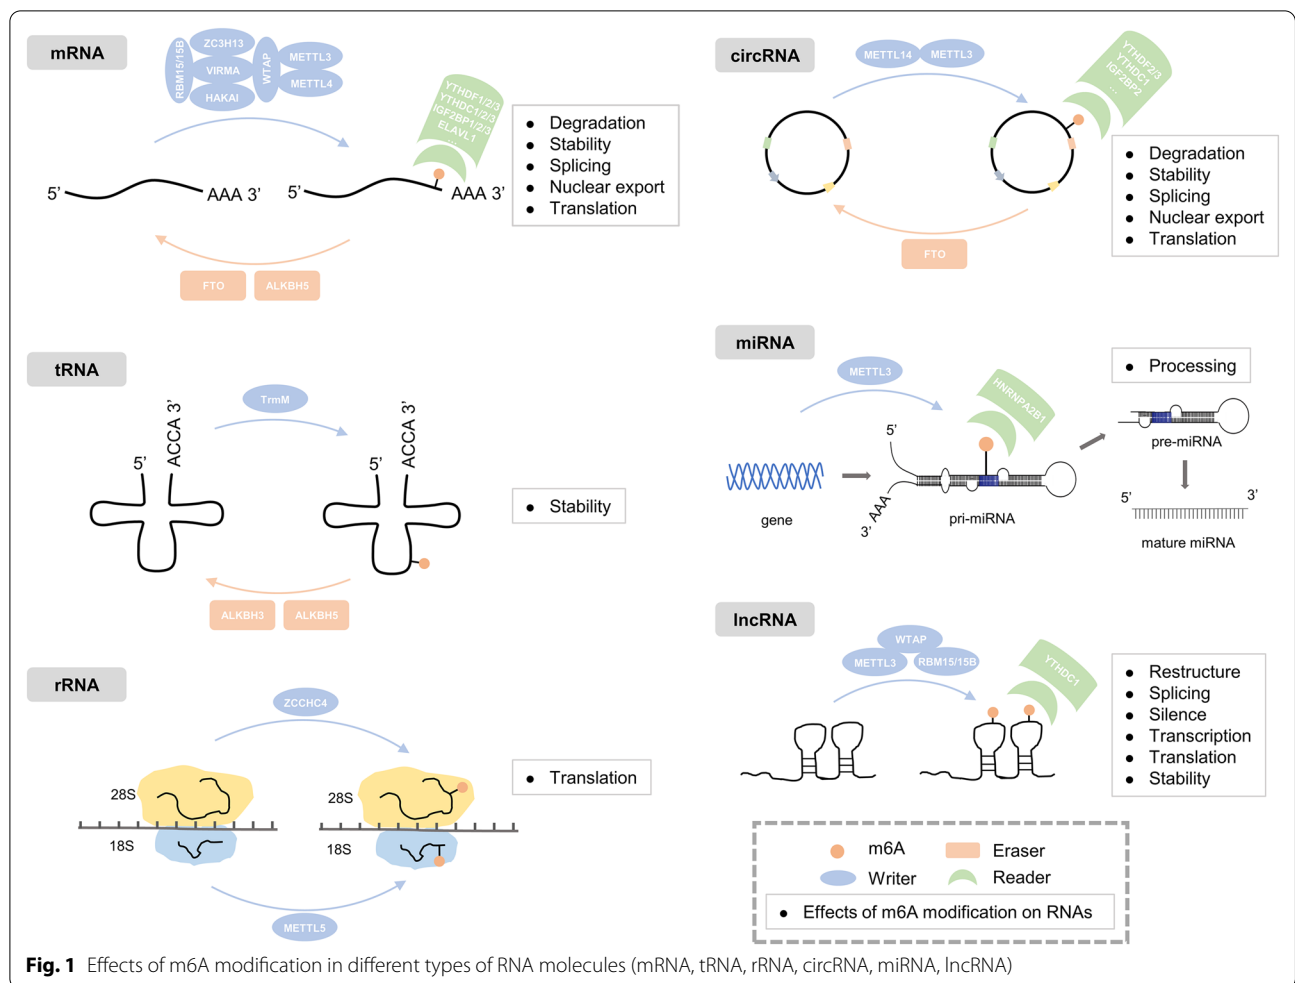 mRNA
RBM15/15B
ZC3H13
VIRMA
HAKAI
WTAP
METTL3
METTL4
YTHDF1/2/3
YTHDC1/2/3
IGF2BP1/2/3
ELAVL1
...
5’
AAA 3’
5’
AAA 3’
FTO
ALKBH5
● Degradation
● Stability
● Splicing
● Nuclear export
● Translation
circRNA
METTL14
METTL3
YTHDF2/3
YTHDC1
IGF2BP2
...
FTO
● Degradation
● Stability
● Splicing
● Nuclear export
● Translation
tRNA
TrmM
5’
ACCA 3’
5’
ACCA 3’
ALKBH3
ALKBH5
● Stability
miRNA
METTL3
HNRNPA2B1
gene
5’
3’ AAA
pri-miRNA
● Processing
pre-miRNA
5’
3’
mature miRNA
rRNA
ZCCHC4
28S
18S
28S
18S
METTL5
● Translation
lncRNA
WTAP
METTL3
RBM15/15B
YTHDC1
● Restructure
● Splicing
● Silence
● Transcription
● Translation
● Stability
m6A
Eraser
Writer
Reader
● Effects of m6A modification on RNAs
Fig. 1 Effects of m6A modification in different types of RNA molecules (mRNA, tRNA, rRNA, circRNA, miRNA, lncRNA)